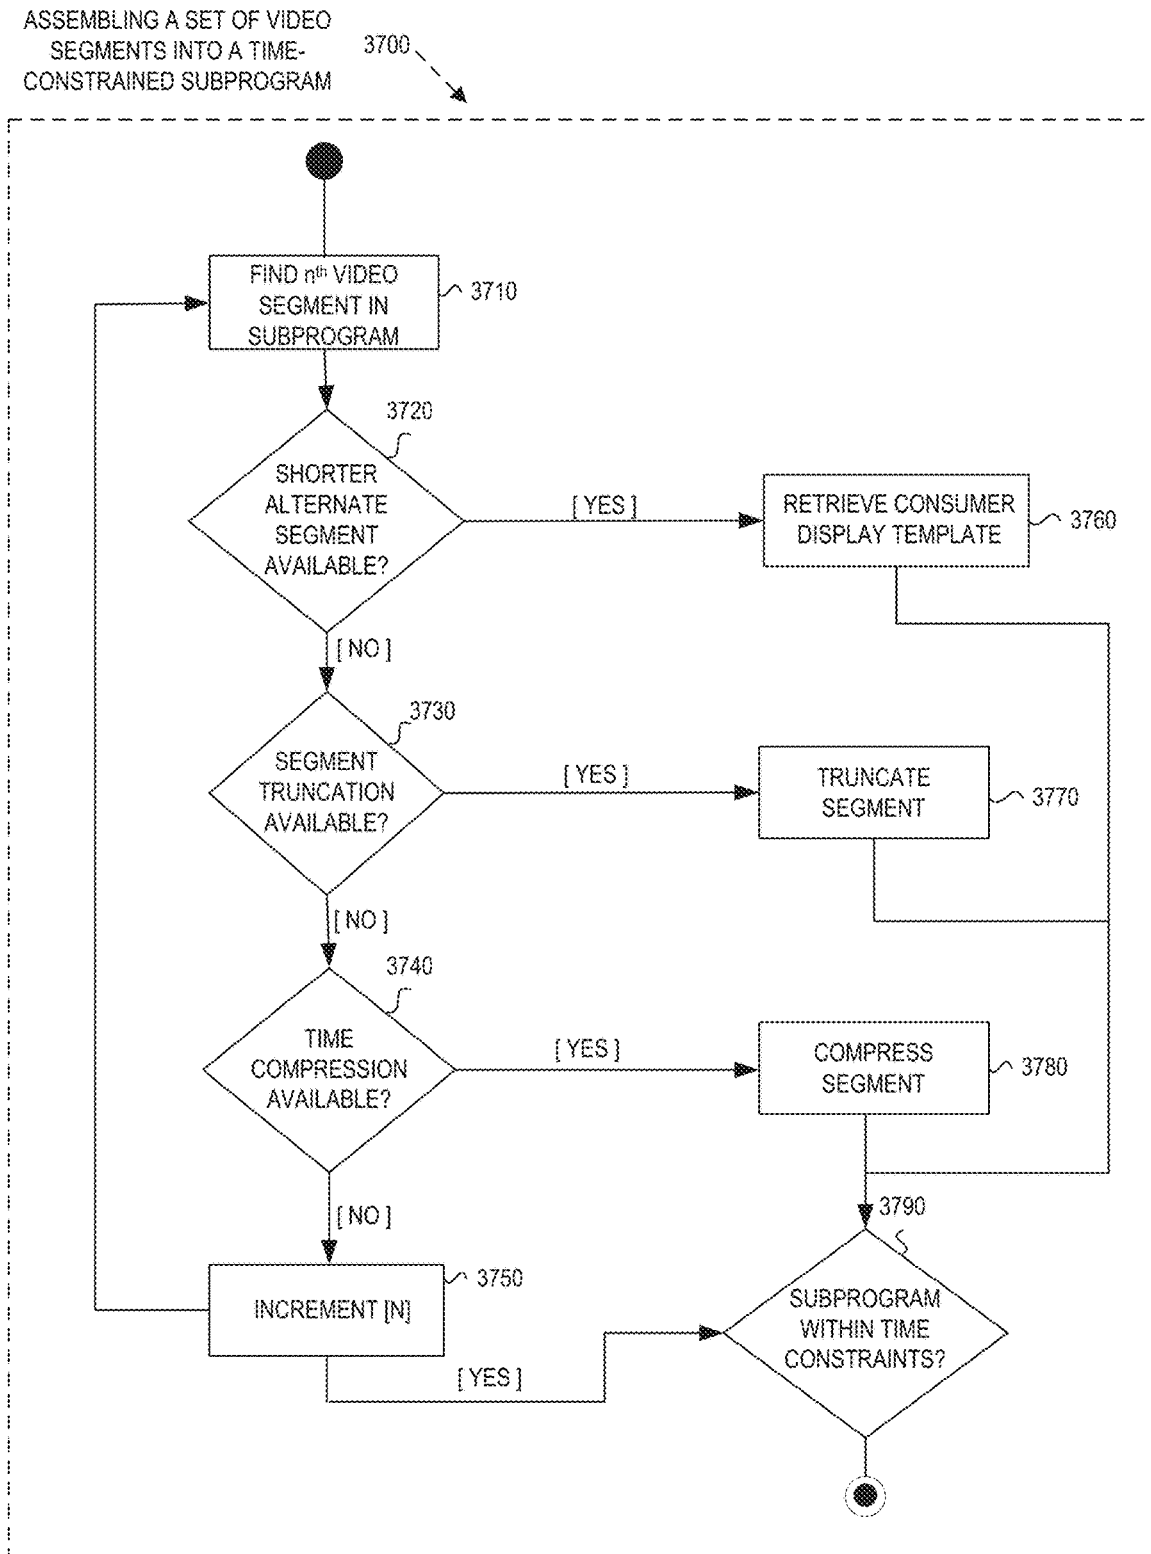 ASSEMBLING A SET OF VIDEO
SEGMENTS INTO A TIME-
CONSTRAINED SUBPROGRAM
3700
FIND nth VIDEO
SEGMENT IN
SUBPROGRAM
3710
3720
SHORTER
ALTERNATE
SEGMENT
AVAILABLE?
[ YES ]
RETRIEVE CONSUMER
DISPLAY TEMPLATE
3760
[ NO ]
3730
SEGMENT
TRUNCATION
AVAILABLE?
[ YES ]
TRUNCATE
SEGMENT
3770
[ NO ]
3740
TIME
COMPRESSION
AVAILABLE?
[ YES ]
COMPRESS
SEGMENT
3780
[ NO ]
3790
INCREMENT [N]
3750
SUBPROGRAM
WITHIN TIME
CONSTRAINTS?
[ YES ]